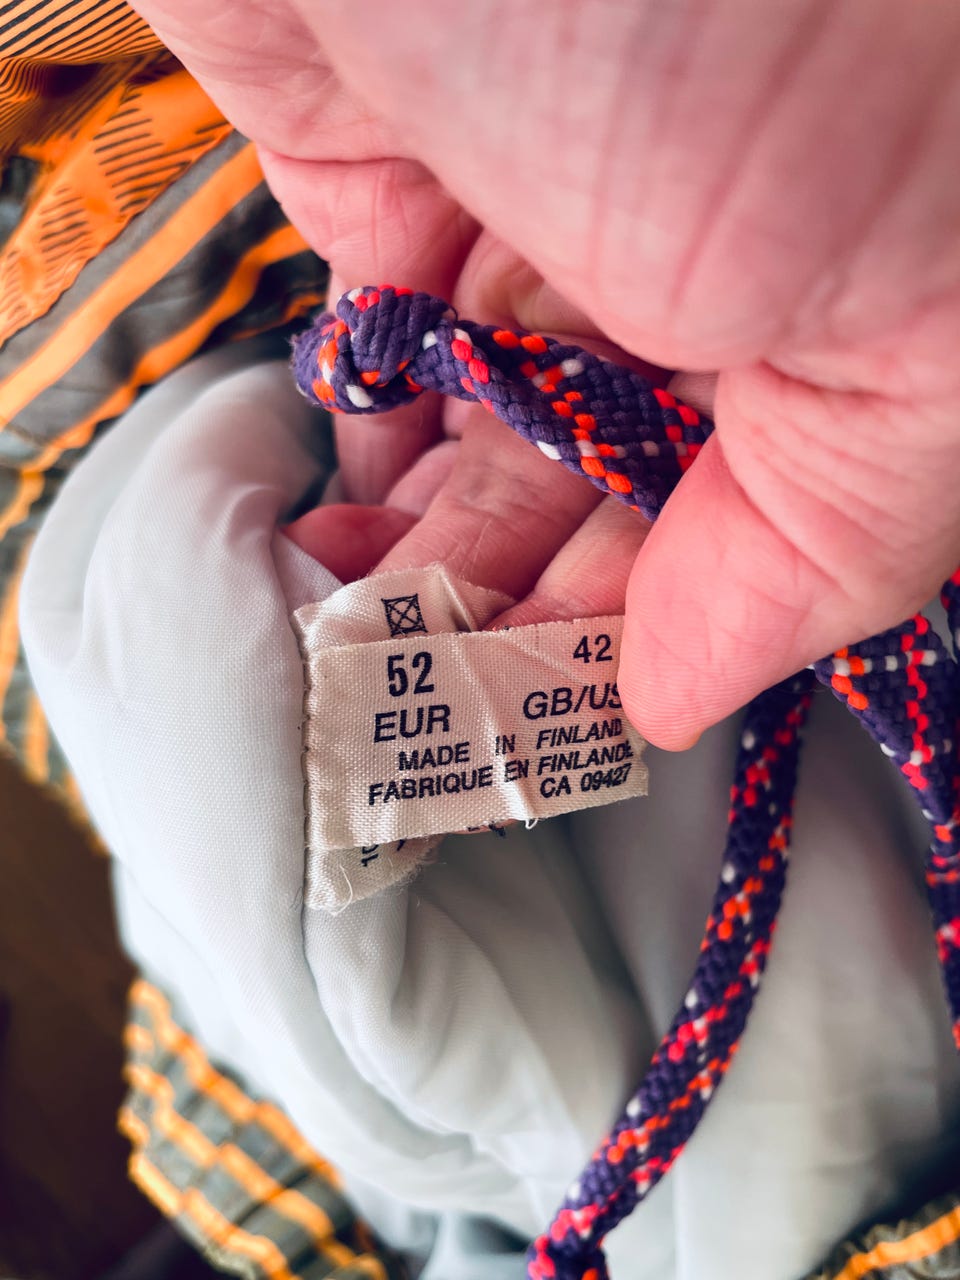 52 42
EUR GB/US
MADE IN FINLAND
FABRIQUE EN FINLANDE
CA 09427